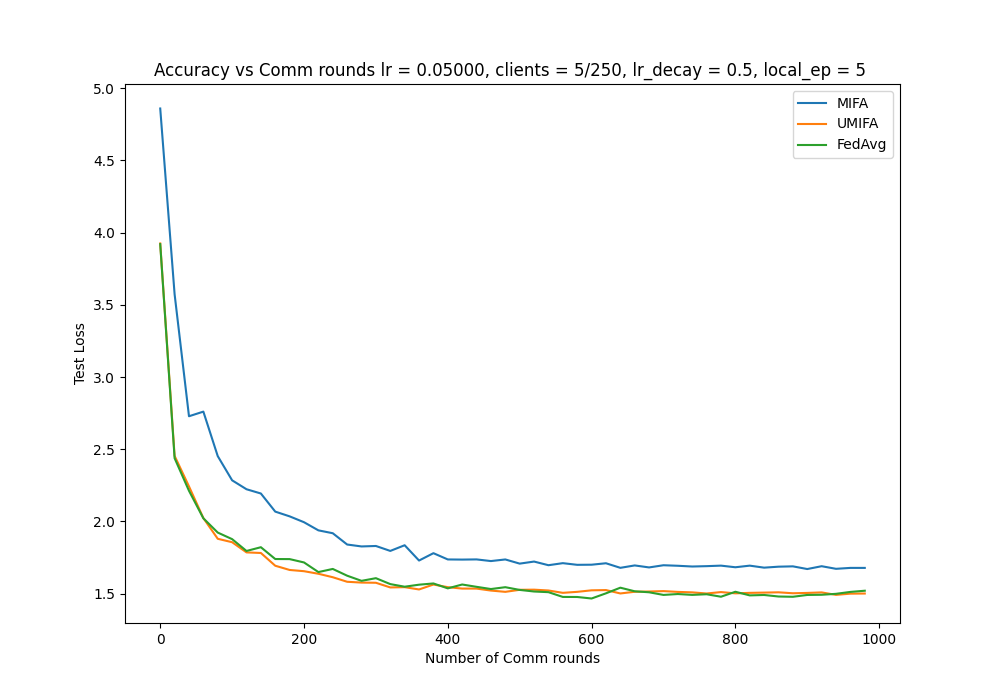 Accuracy vs Comm rounds lr = 0.05000, clients = 5/250, lr_decay = 0.5, local_ep = 5
MIFA
UMIFA
FedAvg
Test Loss
5.0
4.5
4.0
3.5
3.0
2.5
2.0
1.5
0 200 400 600 800 1000
Number of Comm rounds